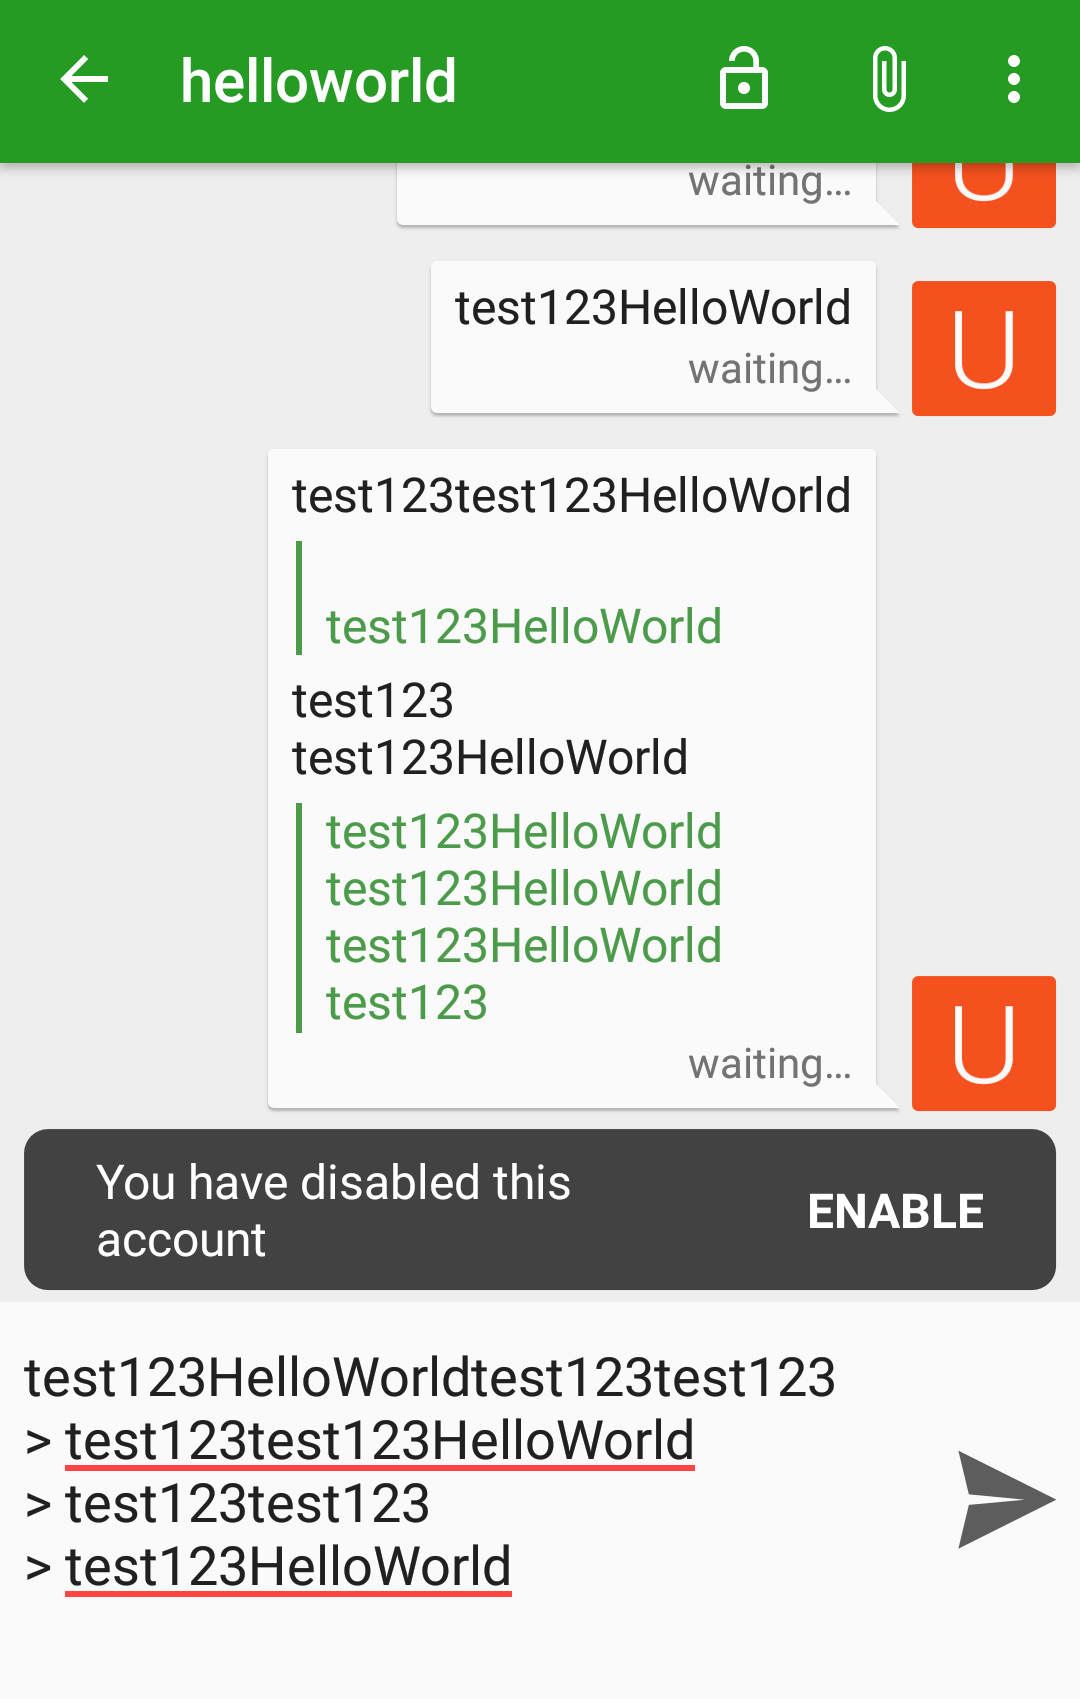 helloworld
waiting...
U
test123HelloWorld
waiting...
U
test123test123HelloWorld
test123HelloWorld
test123
test123HelloWorld
test123HelloWorld
test123HelloWorld
test123HelloWorld
test123
waiting...
U
You have disabled this
account
ENABLE
test123HelloWorldtest123test123
> test123test123HelloWorld
> test123test123
> test123HelloWorld